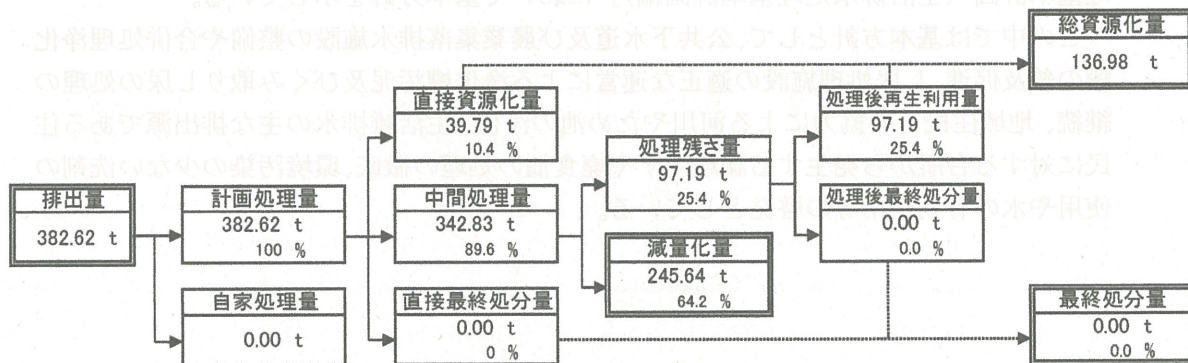 総資源化量
136.98 t
直接資源化量
39.79 t
10.4 %
処理後再生利用量
97.19 t
25.4 %
処理残さ量
97.19 t
25.4 %
排出量
382.62 t
計画処理量
382.62 t
100 %
中間処理量
342.83 t
89.6 %
処理後最終処分量
0.00 t
0.0 %
減量化量
245.64 t
64.2 %
自家処理量
0.00 t
直接最終処分量
0.00 t
0 %
最終処分量
0.00 t
0.0 %